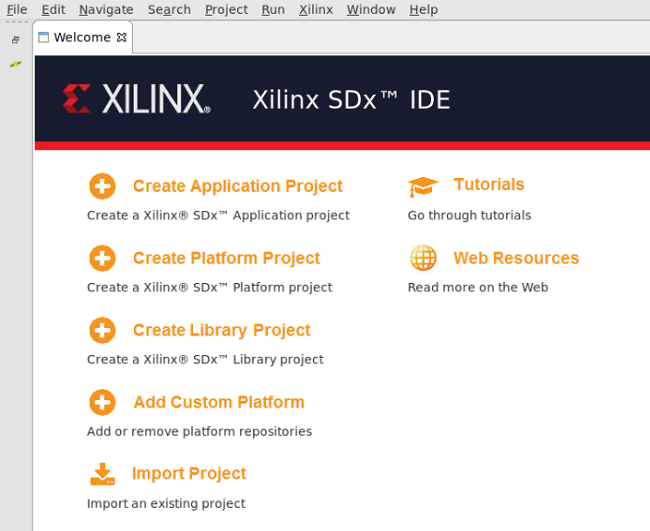 File Edit Navigate Search Project Run Xilinx Window Help
Welcome
XILINX® Xilinx SDx™ IDE
Create Application Project
Create a Xilinx® SDx™ Application project
Create Platform Project
Create a Xilinx® SDx™ Platform project
Create Library Project
Create a Xilinx® SDx™ Library project
Add Custom Platform
Add or remove platform repositories
Import Project
Import an existing project
Tutorials
Go through tutorials
Web Resources
Read more on the Web